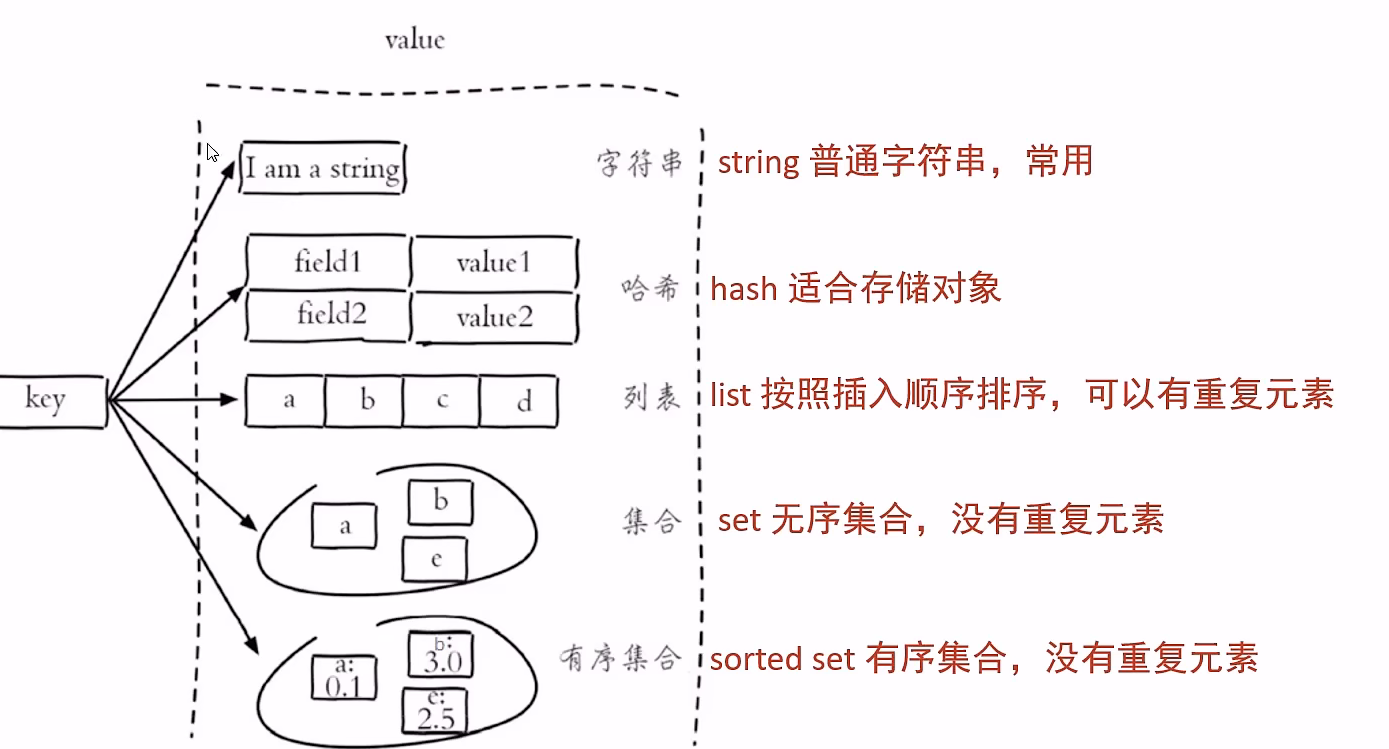 value
I am a string
字符串
string 普通字符串，常用
field1
value1
field2
value2
哈希
hash 适合存储对象
key
a
b
c
d
列表
list 按照插入顺序排序，可以有重复元素
a
b
e
集合
set 无序集合，没有重复元素
a:
0.1
b:
3.0
e:
2.5
有序集合
sorted set 有序集合，没有重复元素